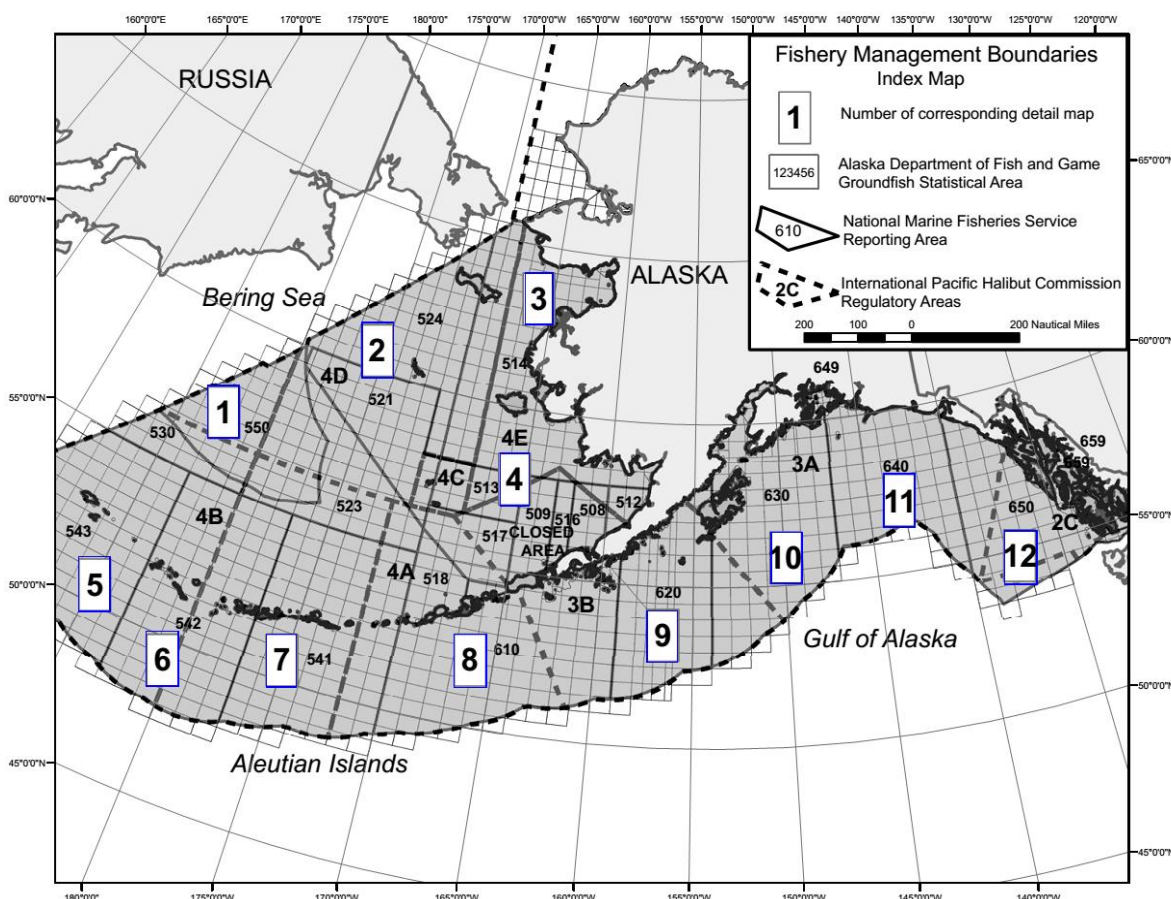 160°0'0"E 165°0'0"E 170°0'0"E 175°0'0"E 180°0'0" 175°0'0"W 170°0'0"W 165°0'0"W 160°0'0"W 155°0'0"W 150°0'0"W 145°0'0"W 140°0'0"W 130°0'0"W 125°0'0"W 120°0'0"W
Fishery Management Boundaries
Index Map
1
Number of corresponding detail map
123456
Alaska Department of Fish and Game
Groundfish Statistical Area
610
National Marine Fisheries Service
Reporting Area
2C
International Pacific Halibut Commission
Regulatory Areas
200 100 0 200 Nautical Miles
RUSSIA
ALASKA
Bering Sea
65°0'0"N
60°0'0"N
60°0'0"N
55°0'0"N
55°0'0"N
50°0'0"N
50°0'0"N
45°0'0"N
45°0'0"N
3
524
2
514
4D
521
649
1
530
550
4E
659
659
4C
513
4
3A
640
630
11
650
2C
12
543
4B
523
509
516
508
512
517
CLOSED
AREA
4A
518
10
5
3B
620
542
6
7
541
8
610
9
Gulf of Alaska
Aleutian Islands
180°0'0" 175°0'0"W 170°0'0"W 165°0'0"W 160°0'0"W 155°0'0"W 150°0'0"W 145°0'0"W 140°0'0"W